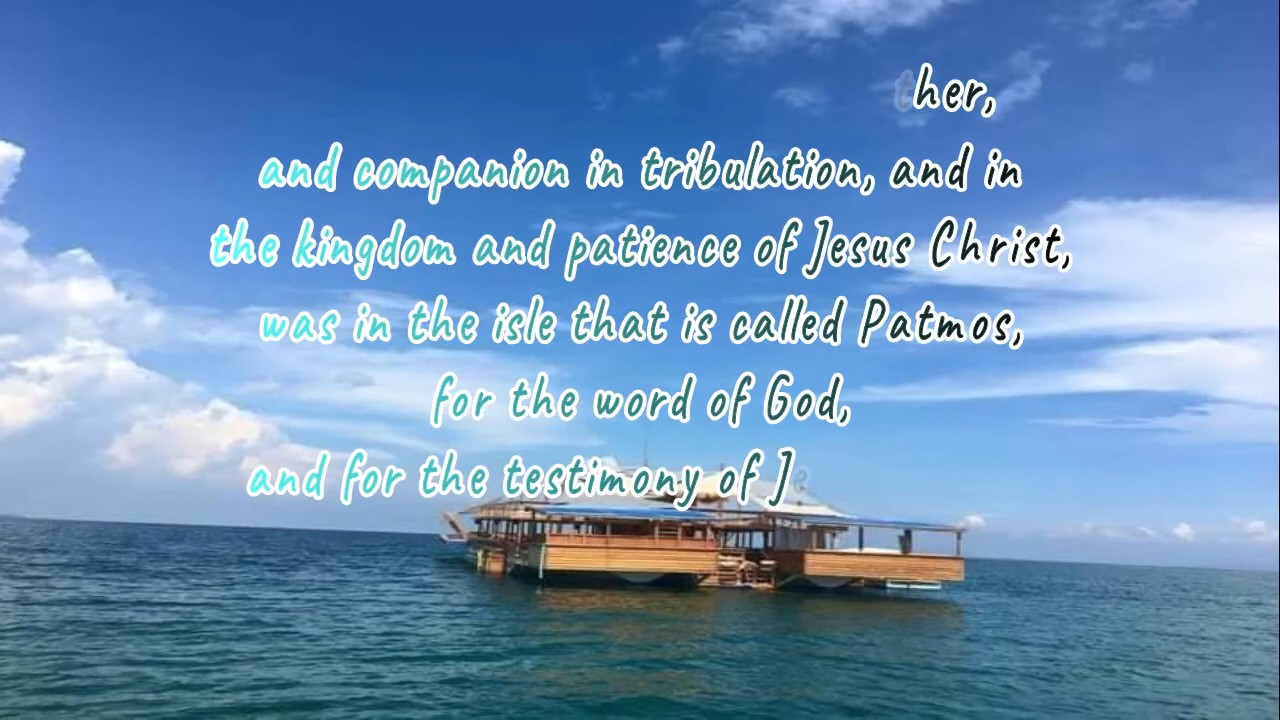 ther,
and companion in tribulation, and in
the kingdom and patience of Jesus Christ,
was in the isle that is called Patmos,
for the word of God,
and for the testimony of J